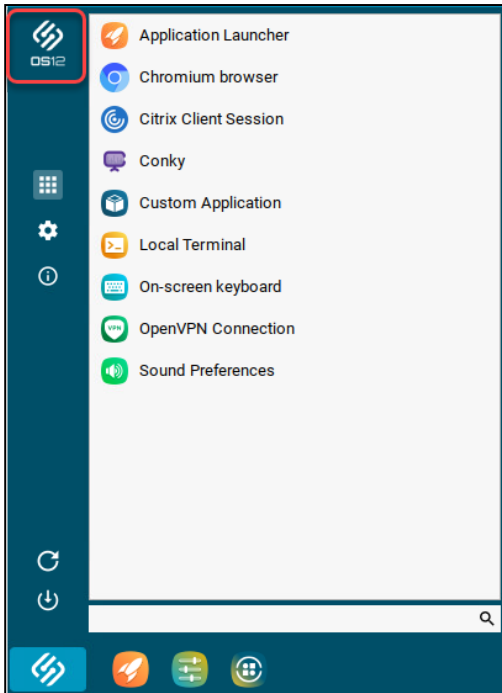 OS12
Application Launcher
Chromium browser
Citrix Client Session
Conky
Custom Application
Local Terminal
On-screen keyboard
VPN
OpenVPN Connection
Sound Preferences